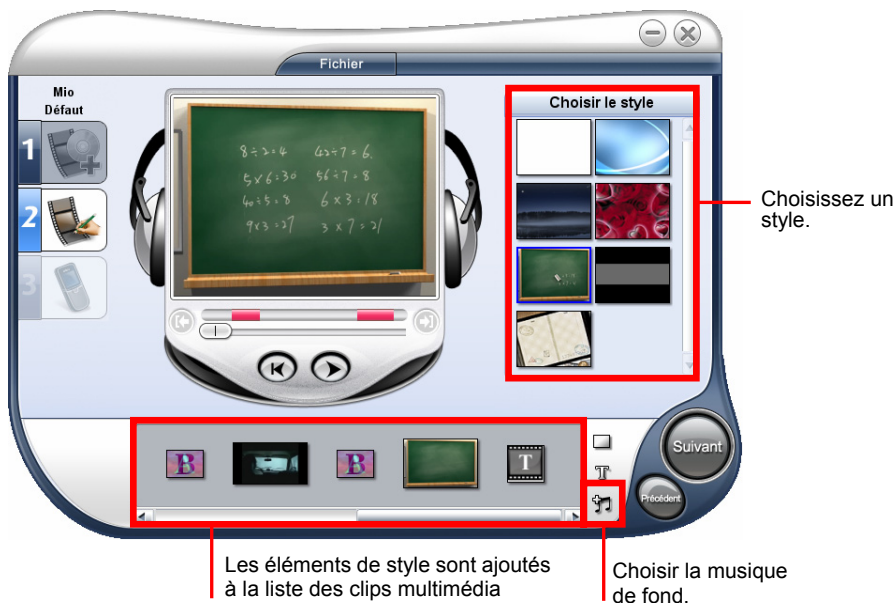 Fichier
Mio
Défaut
1
2
3
8÷2=4 42÷7=6.
5×6=30 56÷7=8
40÷5=8 6×3=18
9×3=27 3×7=21
Choisir le style
Choisissez un
style.
B
B
T
T
Suivant
Précédent
Les éléments de style sont ajoutés
à la liste des clips multimédia
Choisir la musique
de fond.